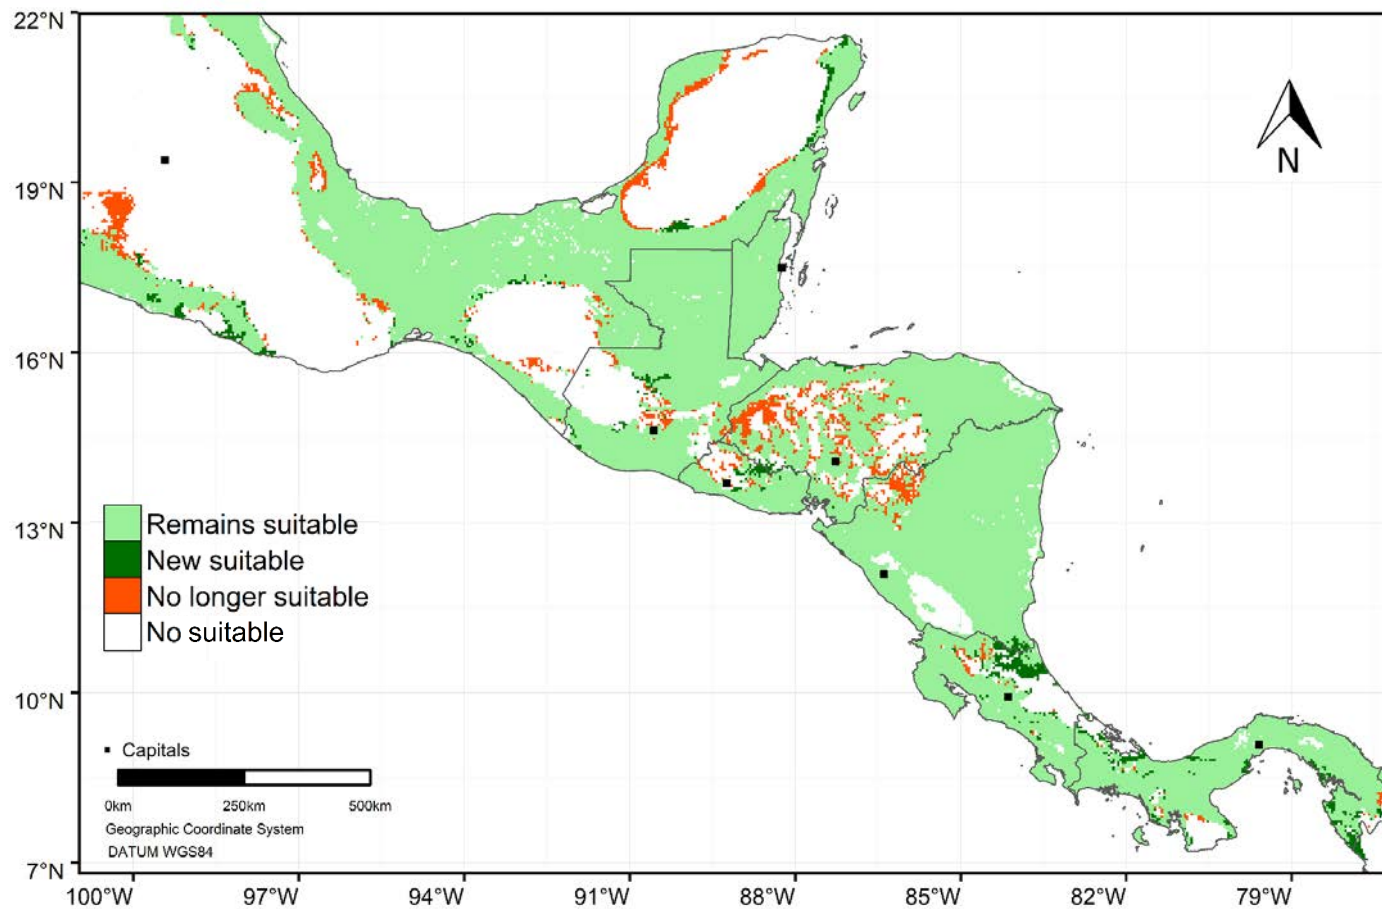 22°N
19°N
16°N
13°N
10°N
7°N
N
Remains suitable
New suitable
No longer suitable
No suitable
Capitals
0km 250km 500km
Geographic Coordinate System
DATUM WGS84
100°W 97°W 94°W 91°W 88°W 85°W 82°W 79°W